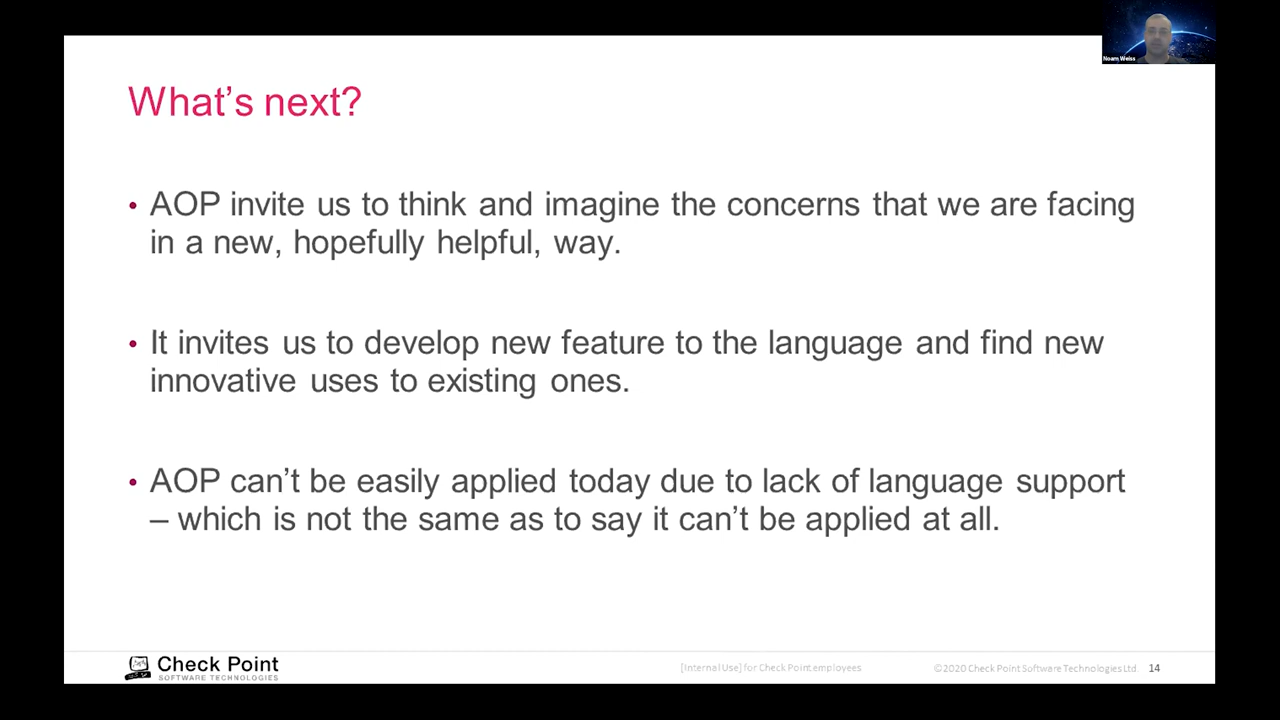 Noam Weiss
What's next?
• AOP invite us to think and imagine the concerns that we are facing
in a new, hopefully helpful, way.
• It invites us to develop new feature to the language and find new
innovative uses to existing ones.
• AOP can't be easily applied today due to lack of language support
– which is not the same as to say it can't be applied at all.
Check Point
SOFTWARE TECHNOLOGIES
[Internal Use] for Check Point employees
©2020 Check Point Software Technologies Ltd.
14